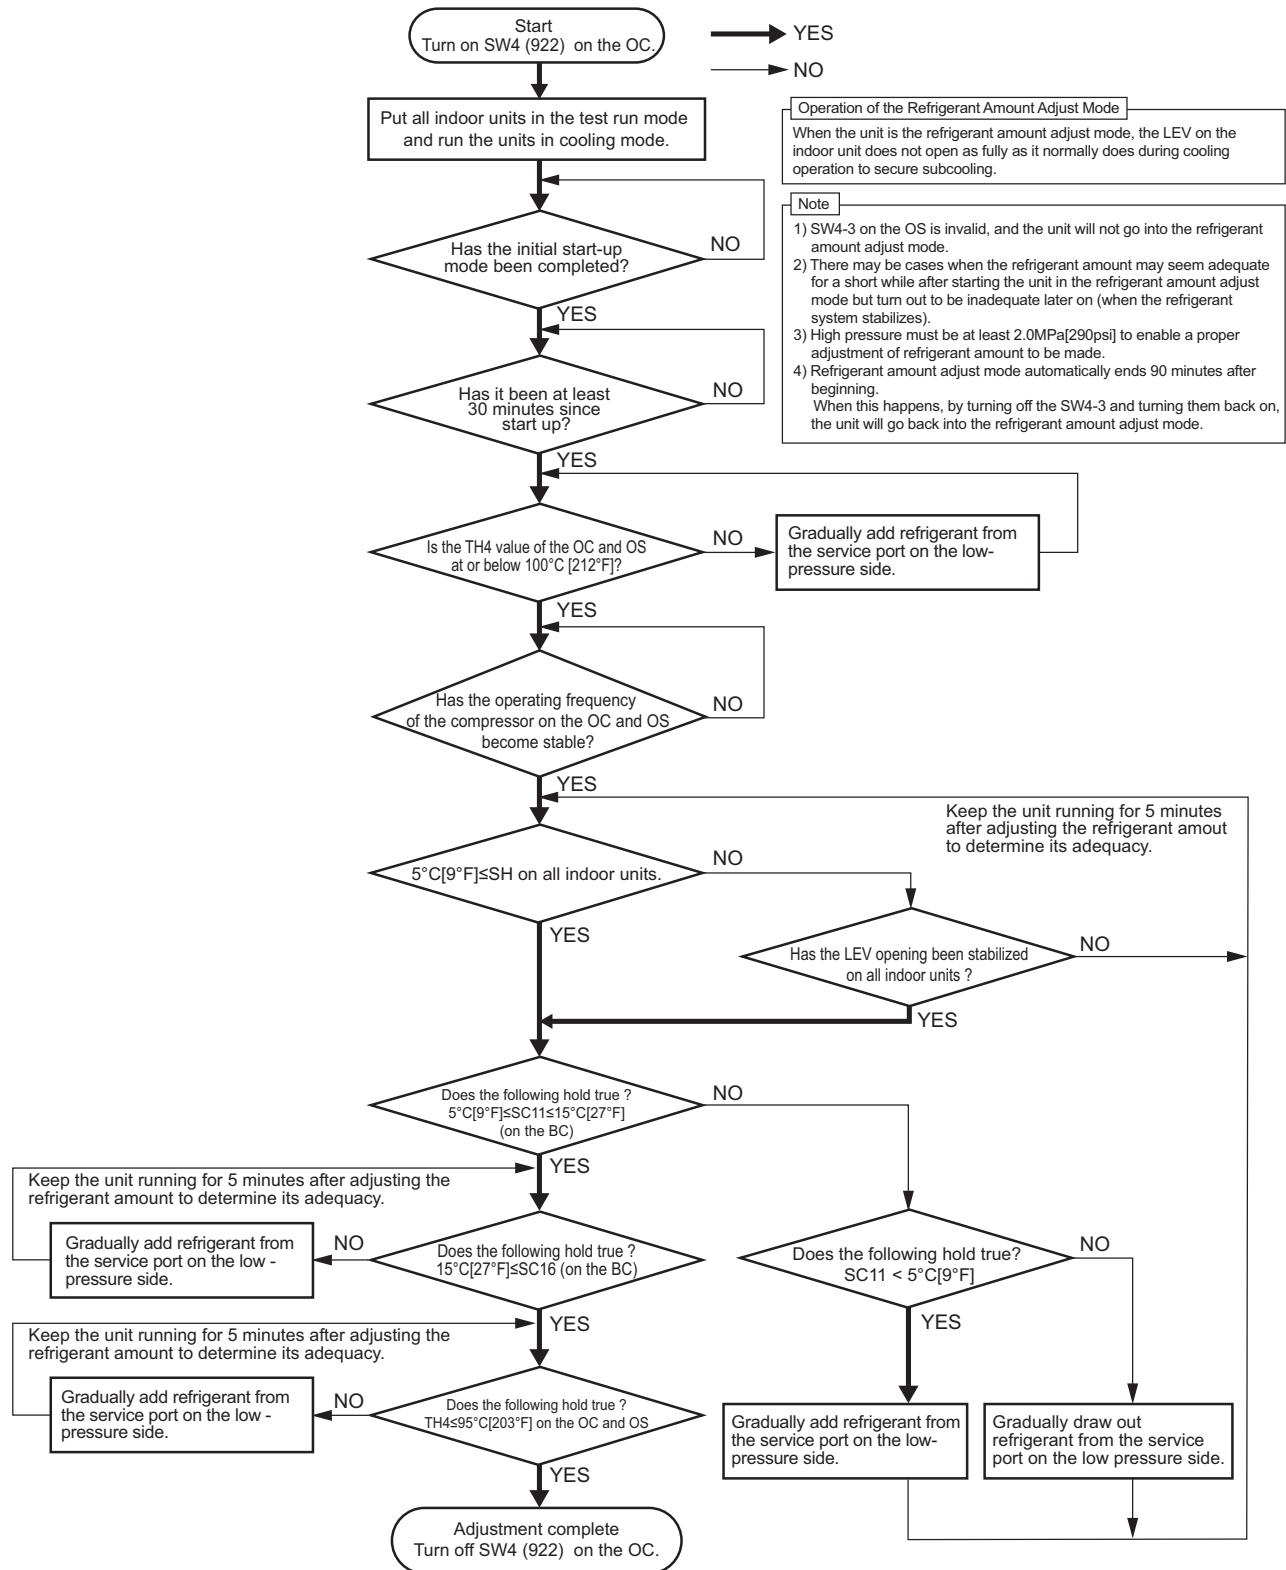 Start
Turn on SW4 (922) on the OC.
YES
NO
Put all indoor units in the test run mode
and run the units in cooling mode.
Operation of the Refrigerant Amount Adjust Mode
When the unit is the refrigerant amount adjust mode, the LEV on the
indoor unit does not open as fully as it normally does during cooling
operation to secure subcooling.
Note
1) SW4-3 on the OS is invalid, and the unit will not go into the refrigerant
amount adjust mode.
2) There may be cases when the refrigerant amount may seem adequate
for a short while after starting the unit in the refrigerant amount adjust
mode but turn out to be inadequate later on (when the refrigerant
system stabilizes).
3) High pressure must be at least 2.0MPa[290psi] to enable a proper
adjustment of refrigerant amount to be made.
4) Refrigerant amount adjust mode automatically ends 90 minutes after
beginning.
When this happens, by turning off the SW4-3 and turning them back on,
the unit will go back into the refrigerant amount adjust mode.
Has the initial start-up
mode been completed?
NO
YES
Has it been at least
30 minutes since
start up?
NO
YES
Is the TH4 value of the OC and OS
at or below 100°C [212°F]?
NO
Gradually add refrigerant from
the service port on the low-
pressure side.
YES
Has the operating frequency
of the compressor on the OC and OS
become stable?
NO
YES
Keep the unit running for 5 minutes
after adjusting the refrigerant amout
to determine its adequacy.
5°C[9°F]≤SH on all indoor units.
NO
YES
Has the LEV opening been stabilized
on all indoor units ?
NO
YES
Does the following hold true ?
5°C[9°F]≤SC11≤15°C[27°F]
(on the BC)
NO
YES
Keep the unit running for 5 minutes after adjusting the
refrigerant amount to determine its adequacy.
Gradually add refrigerant from
the service port on the low -
pressure side.
NO
Does the following hold true ?
15°C[27°F]≤SC16 (on the BC)
Does the following hold true?
SC11 < 5°C[9°F]
NO
YES
YES
Keep the unit running for 5 minutes after adjusting the
refrigerant amount to determine its adequacy.
Gradually add refrigerant from
the service port on the low -
pressure side.
NO
Does the following hold true ?
TH4≤95°C[203°F] on the OC and OS
Gradually add refrigerant from
the service port on the low-
pressure side.
Gradually draw out
refrigerant from the service
port on the low pressure side.
YES
Adjustment complete
Turn off SW4 (922) on the OC.